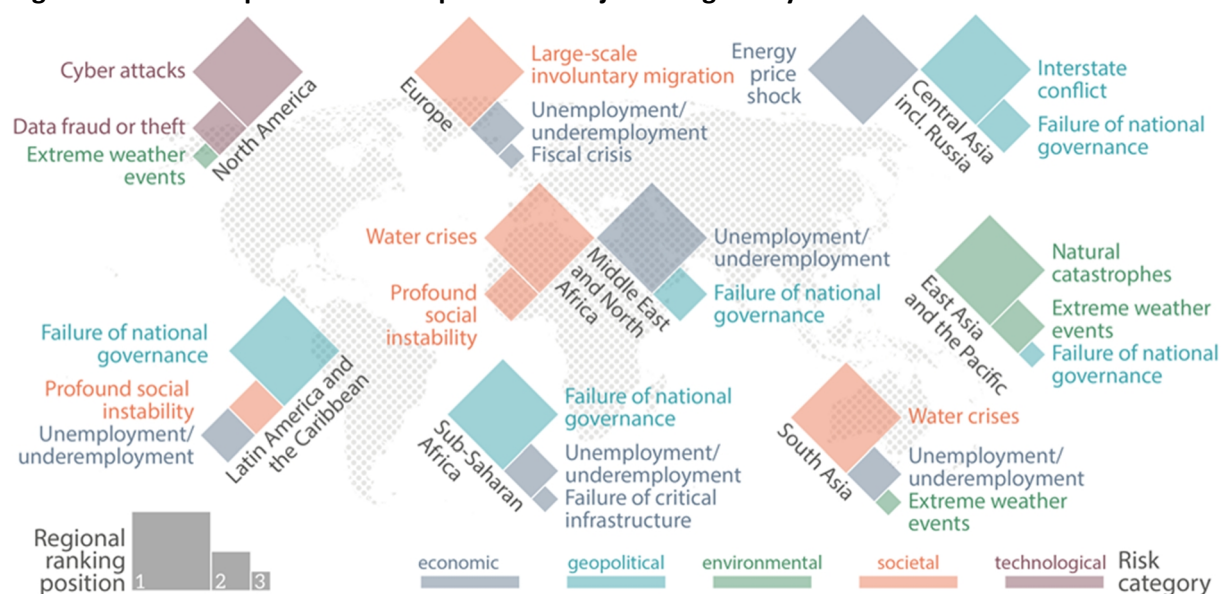 Cyber attacks
Data fraud or theft
Extreme weather
events
North America
Large-scale
involuntary migration
Unemployment/
underemployment
Fiscal crisis
Europe
Energy
price
shock
Interstate
conflict
Failure of national
governance
Central Asia
incl. Russia
Water crises
Profound
social
instability
Unemployment/
underemployment
Failure of national
governance
Middle East
and North
Africa
Natural
catastrophes
Extreme weather
events
Failure of national
governance
East Asia
and the Pacific
Failure of national
governance
Profound social
instability
Unemployment/
underemployment
Latin America and
the Caribbean
Failure of national
governance
Unemployment/
underemployment
Failure of critical
infrastructure
Sub-Saharan
Africa
Water crises
Unemployment/
underemployment
Extreme weather
events
South Asia
Regional
ranking
position
1 2 3
economic geopolitical environmental societal technological
Risk
category